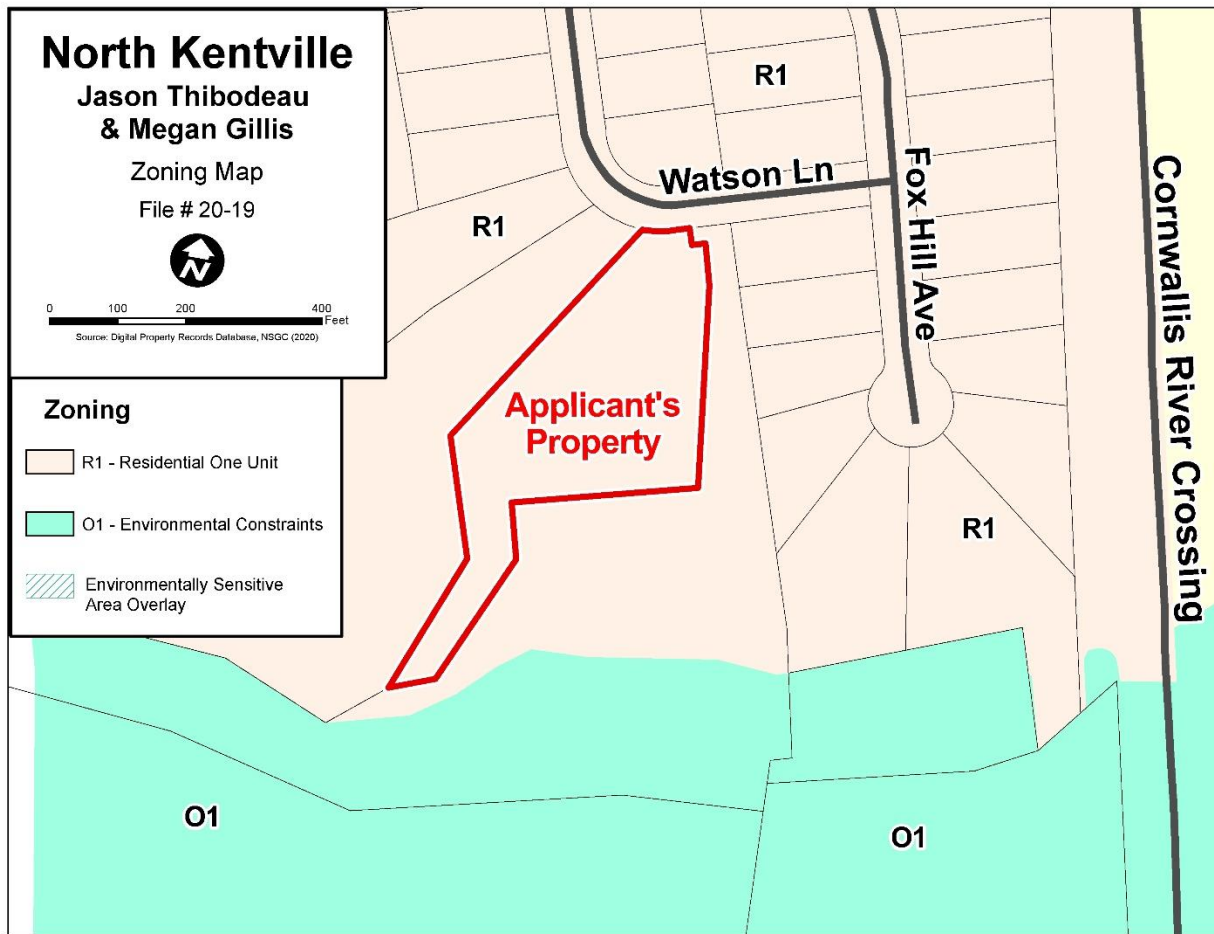 North Kentville
Jason Thibodeau
& Megan Gillis
Zoning Map
File # 20-19
N
0 100 200 400
Feet
Source: Digital Property Records Database, NSGC (2020)
Zoning
R1 - Residential One Unit
O1 - Environmental Constraints
Environmentally Sensitive
Area Overlay
R1
Watson Ln
Fox Hill Ave
Cornwallis River Crossing
R1
Applicant's
Property
R1
O1
O1